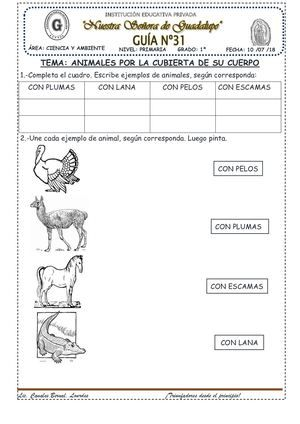 INSTITUCIÓN EDUCATIVA PRIVADA
"Nuestra Señora de Guadalupe"
GUÍA Nº31
ÁREA: CIENCIA Y AMBIENTE NIVEL: PRIMARIA GRADO: 1° FECHA: 10 /07 /18
TEMA: ANIMALES POR LA CUBIERTA DE SU CUERPO
1.-Completa el cuadro. Escribe ejemplos de animales, según corresponda:
CON PLUMAS CON LANA CON PELOS CON ESCAMAS
2.-Une cada ejemplo de animal, según corresponda. Luego pinta.
CON PELOS
CON PLUMAS
CON ESCAMAS
CON LANA
Lic. Canales Bernal, Lourdes ¡Triunfadores desde el principio!